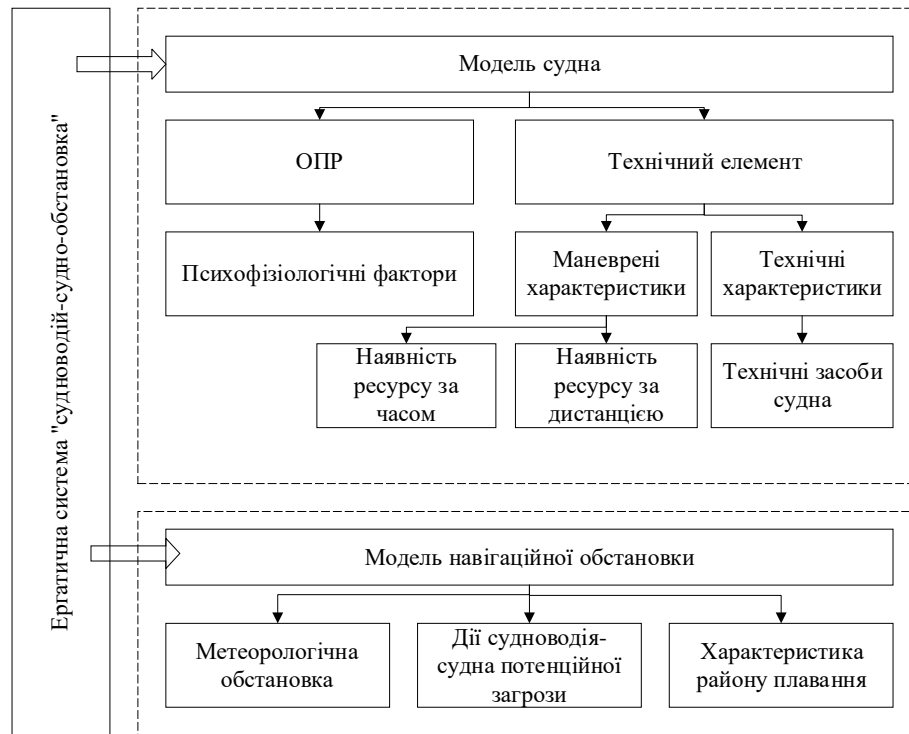 Ергатична система "судноводій-судно-обстановка"
Модель судна
ОПР
Технічний елемент
Психофізіологічні фактори
Маневрені
характеристики
Технічні
характеристики
Наявність
ресурсу за
часом
Наявність
ресурсу за
дистанцією
Технічні засоби
судна
Модель навігаційної обстановки
Метеорологічна
обстановка
Дії судноводія-
судна потенційної
загрози
Характеристика
району плавання